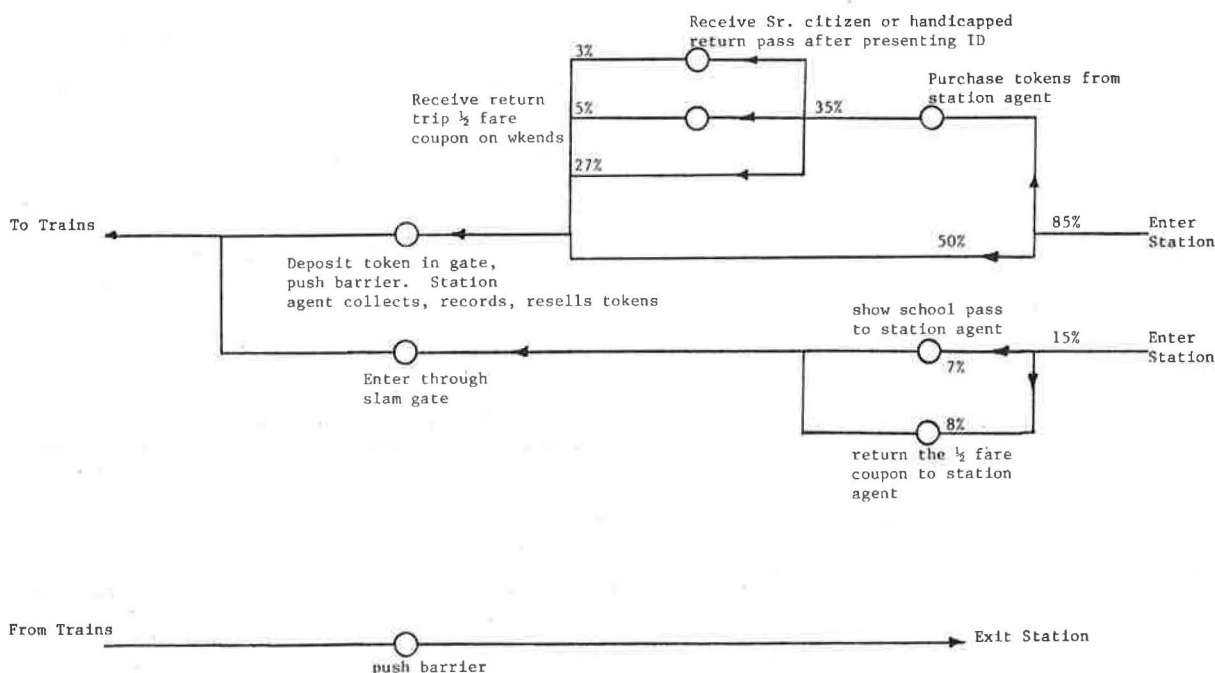 Receive Sr. citizen or handicapped
return pass after presenting ID
3%
Purchase tokens from
station agent
Receive return
trip ½ fare
coupon on wkends
5%
35%
27%
To Trains
85%
Enter
Station
50%
Deposit token in gate,
push barrier. Station
agent collects, records, resells tokens
show school pass
to station agent
15%
Enter
Station
7%
Enter through
slam gate
8%
return the ½ fare
coupon to station
agent
From Trains
Exit Station
push barrier